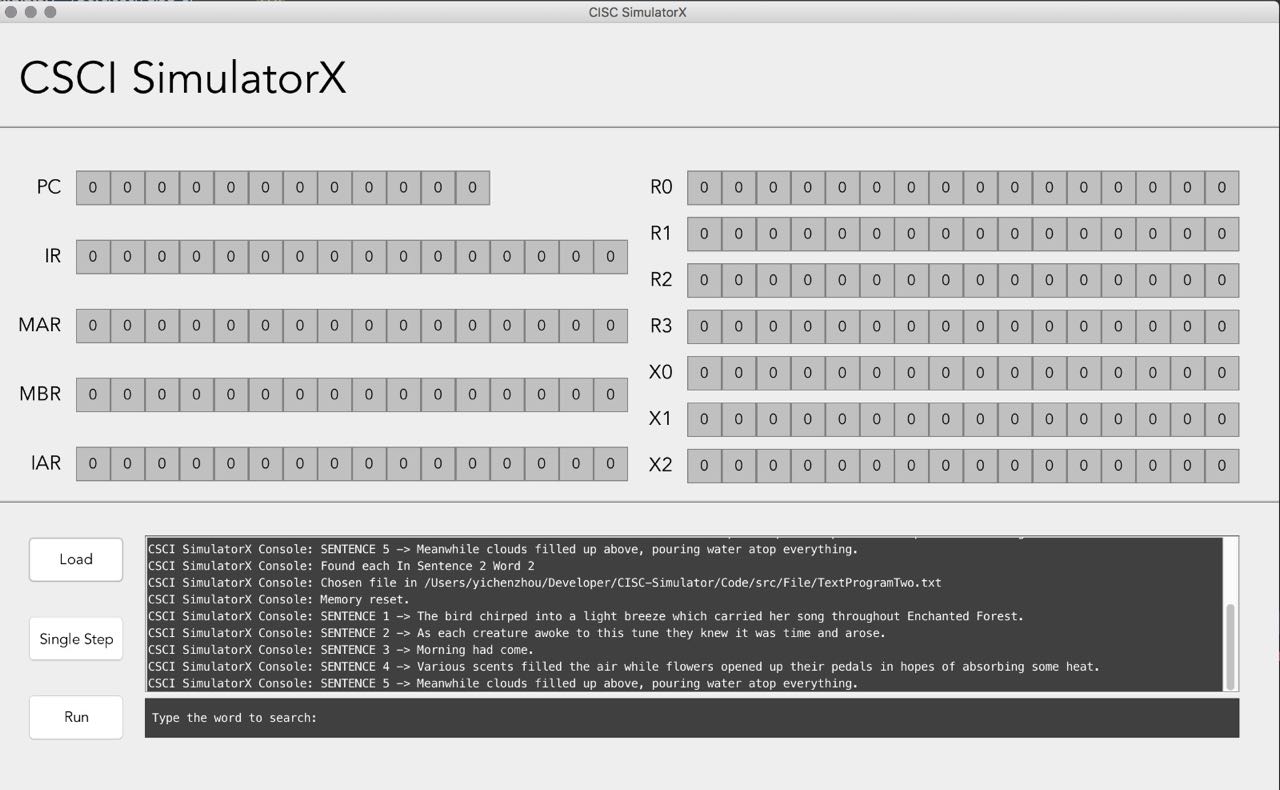 CISC SimulatorX
CSCI SimulatorX
PC 0 0 0 0 0 0 0 0 0 0 0 0
IR 0 0 0 0 0 0 0 0 0 0 0 0 0 0 0 0
MAR 0 0 0 0 0 0 0 0 0 0 0 0 0 0 0 0
MBR 0 0 0 0 0 0 0 0 0 0 0 0 0 0 0 0
IAR 0 0 0 0 0 0 0 0 0 0 0 0 0 0 0 0
R0 0 0 0 0 0 0 0 0 0 0 0 0 0 0 0 0
R1 0 0 0 0 0 0 0 0 0 0 0 0 0 0 0 0
R2 0 0 0 0 0 0 0 0 0 0 0 0 0 0 0 0
R3 0 0 0 0 0 0 0 0 0 0 0 0 0 0 0 0
X0 0 0 0 0 0 0 0 0 0 0 0 0 0 0 0 0
X1 0 0 0 0 0 0 0 0 0 0 0 0 0 0 0 0
X2 0 0 0 0 0 0 0 0 0 0 0 0 0 0 0 0
Load
Single Step
Run
CSCI SimulatorX Console: SENTENCE 5 -> Meanwhile clouds filled up above, pouring water atop everything.
CSCI SimulatorX Console: Found each In Sentence 2 Word 2
CSCI SimulatorX Console: Chosen file in /Users/yichenzhou/Developer/CISC-Simulator/Code/src/File/TextProgramTwo.txt
CSCI SimulatorX Console: Memory reset.
CSCI SimulatorX Console: SENTENCE 1 -> The bird chirped into a light breeze which carried her song throughout Enchanted Forest.
CSCI SimulatorX Console: SENTENCE 2 -> As each creature awoke to this tune they knew it was time and arose.
CSCI SimulatorX Console: SENTENCE 3 -> Morning had come.
CSCI SimulatorX Console: SENTENCE 4 -> Various scents filled the air while flowers opened up their pedals in hopes of absorbing some heat.
CSCI SimulatorX Console: SENTENCE 5 -> Meanwhile clouds filled up above, pouring water atop everything.
Type the word to search: